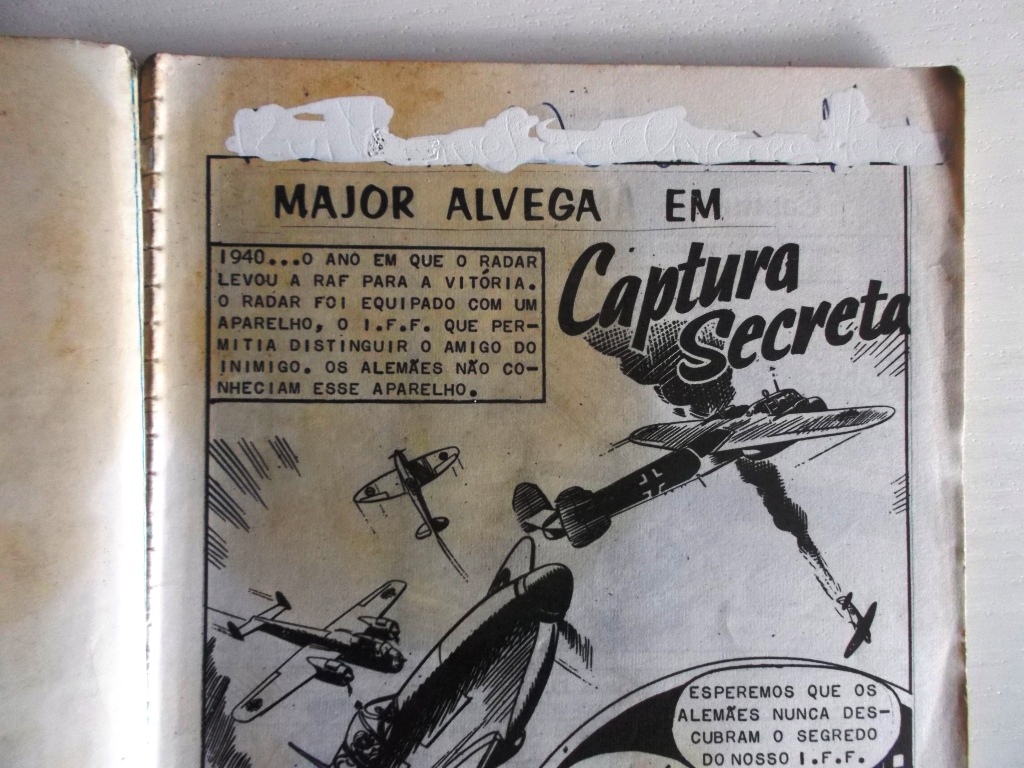 MAJOR ALVEGA EM
Captura
Secreta
1940...O ANO EM QUE O RADAR
LEVOU A RAF PARA A VITÓRIA.
O RADAR FOI EQUIPADO COM UM
APARELHO, O I.F.F. QUE PER-
MITIA DISTINGUIR O AMIGO DO
INIMIGO. OS ALEMÃES NÃO CO-
NHECIAM ESSE APARELHO.
ESPEREMOS QUE OS
ALEMÃES NUNCA DES-
CUBRAM O SEGREDO
DO NOSSO I.F.F.